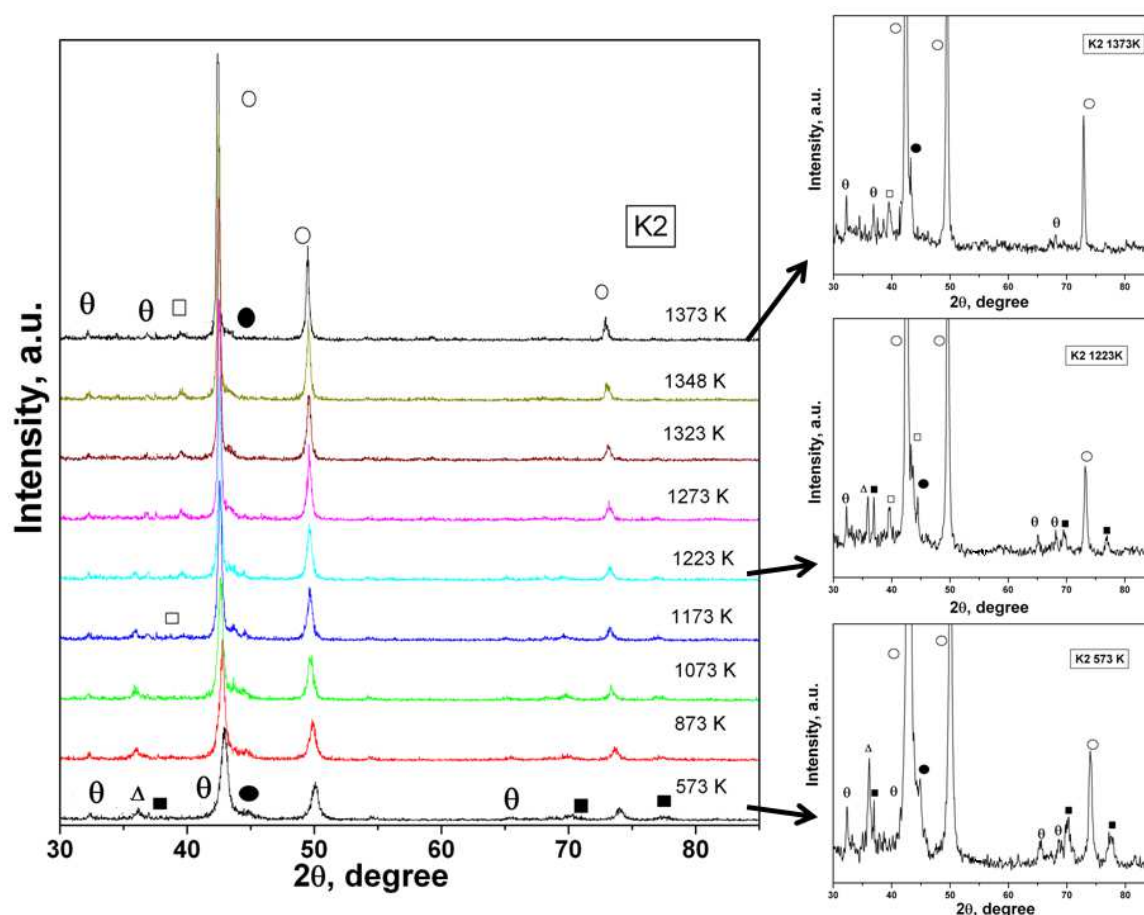 Intensity, a.u.
K2
θ θ
1373 K
1348 K
1323 K
1273 K
1223 K
1173 K
1073 K
873 K
573 K
θ Δ θ θ
30 40 50 60 70 80
2θ, degree
Intensity, a.u.
K2 1373K
θ θ θ
30 40 50 60 70 80
2θ, degree
Intensity, a.u.
K2 1223K
θ Δ θ θ
30 40 50 60 70 80
2θ, degree
Intensity, a.u.
K2 573 K
θ Δ θ θ θ
30 40 50 60 70 80
2θ, degree